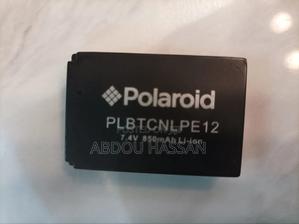 Polaroid
PLBTCNLPE12
7.4V 850mAh Li-ion
ABDOU HASSAN